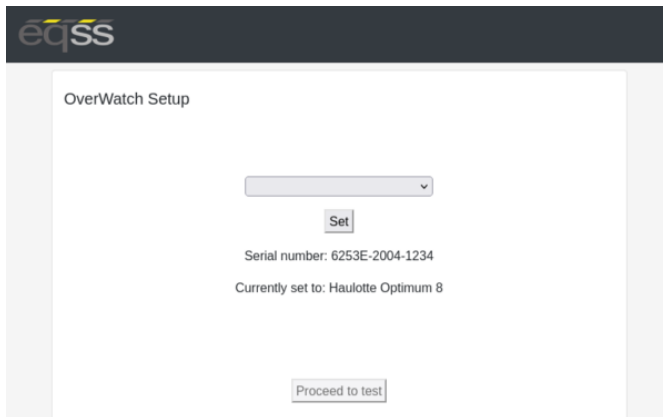 eqss
OverWatch Setup
Set
Serial number: 6253E-2004-1234
Currently set to: Haulotte Optimum 8
Proceed to test